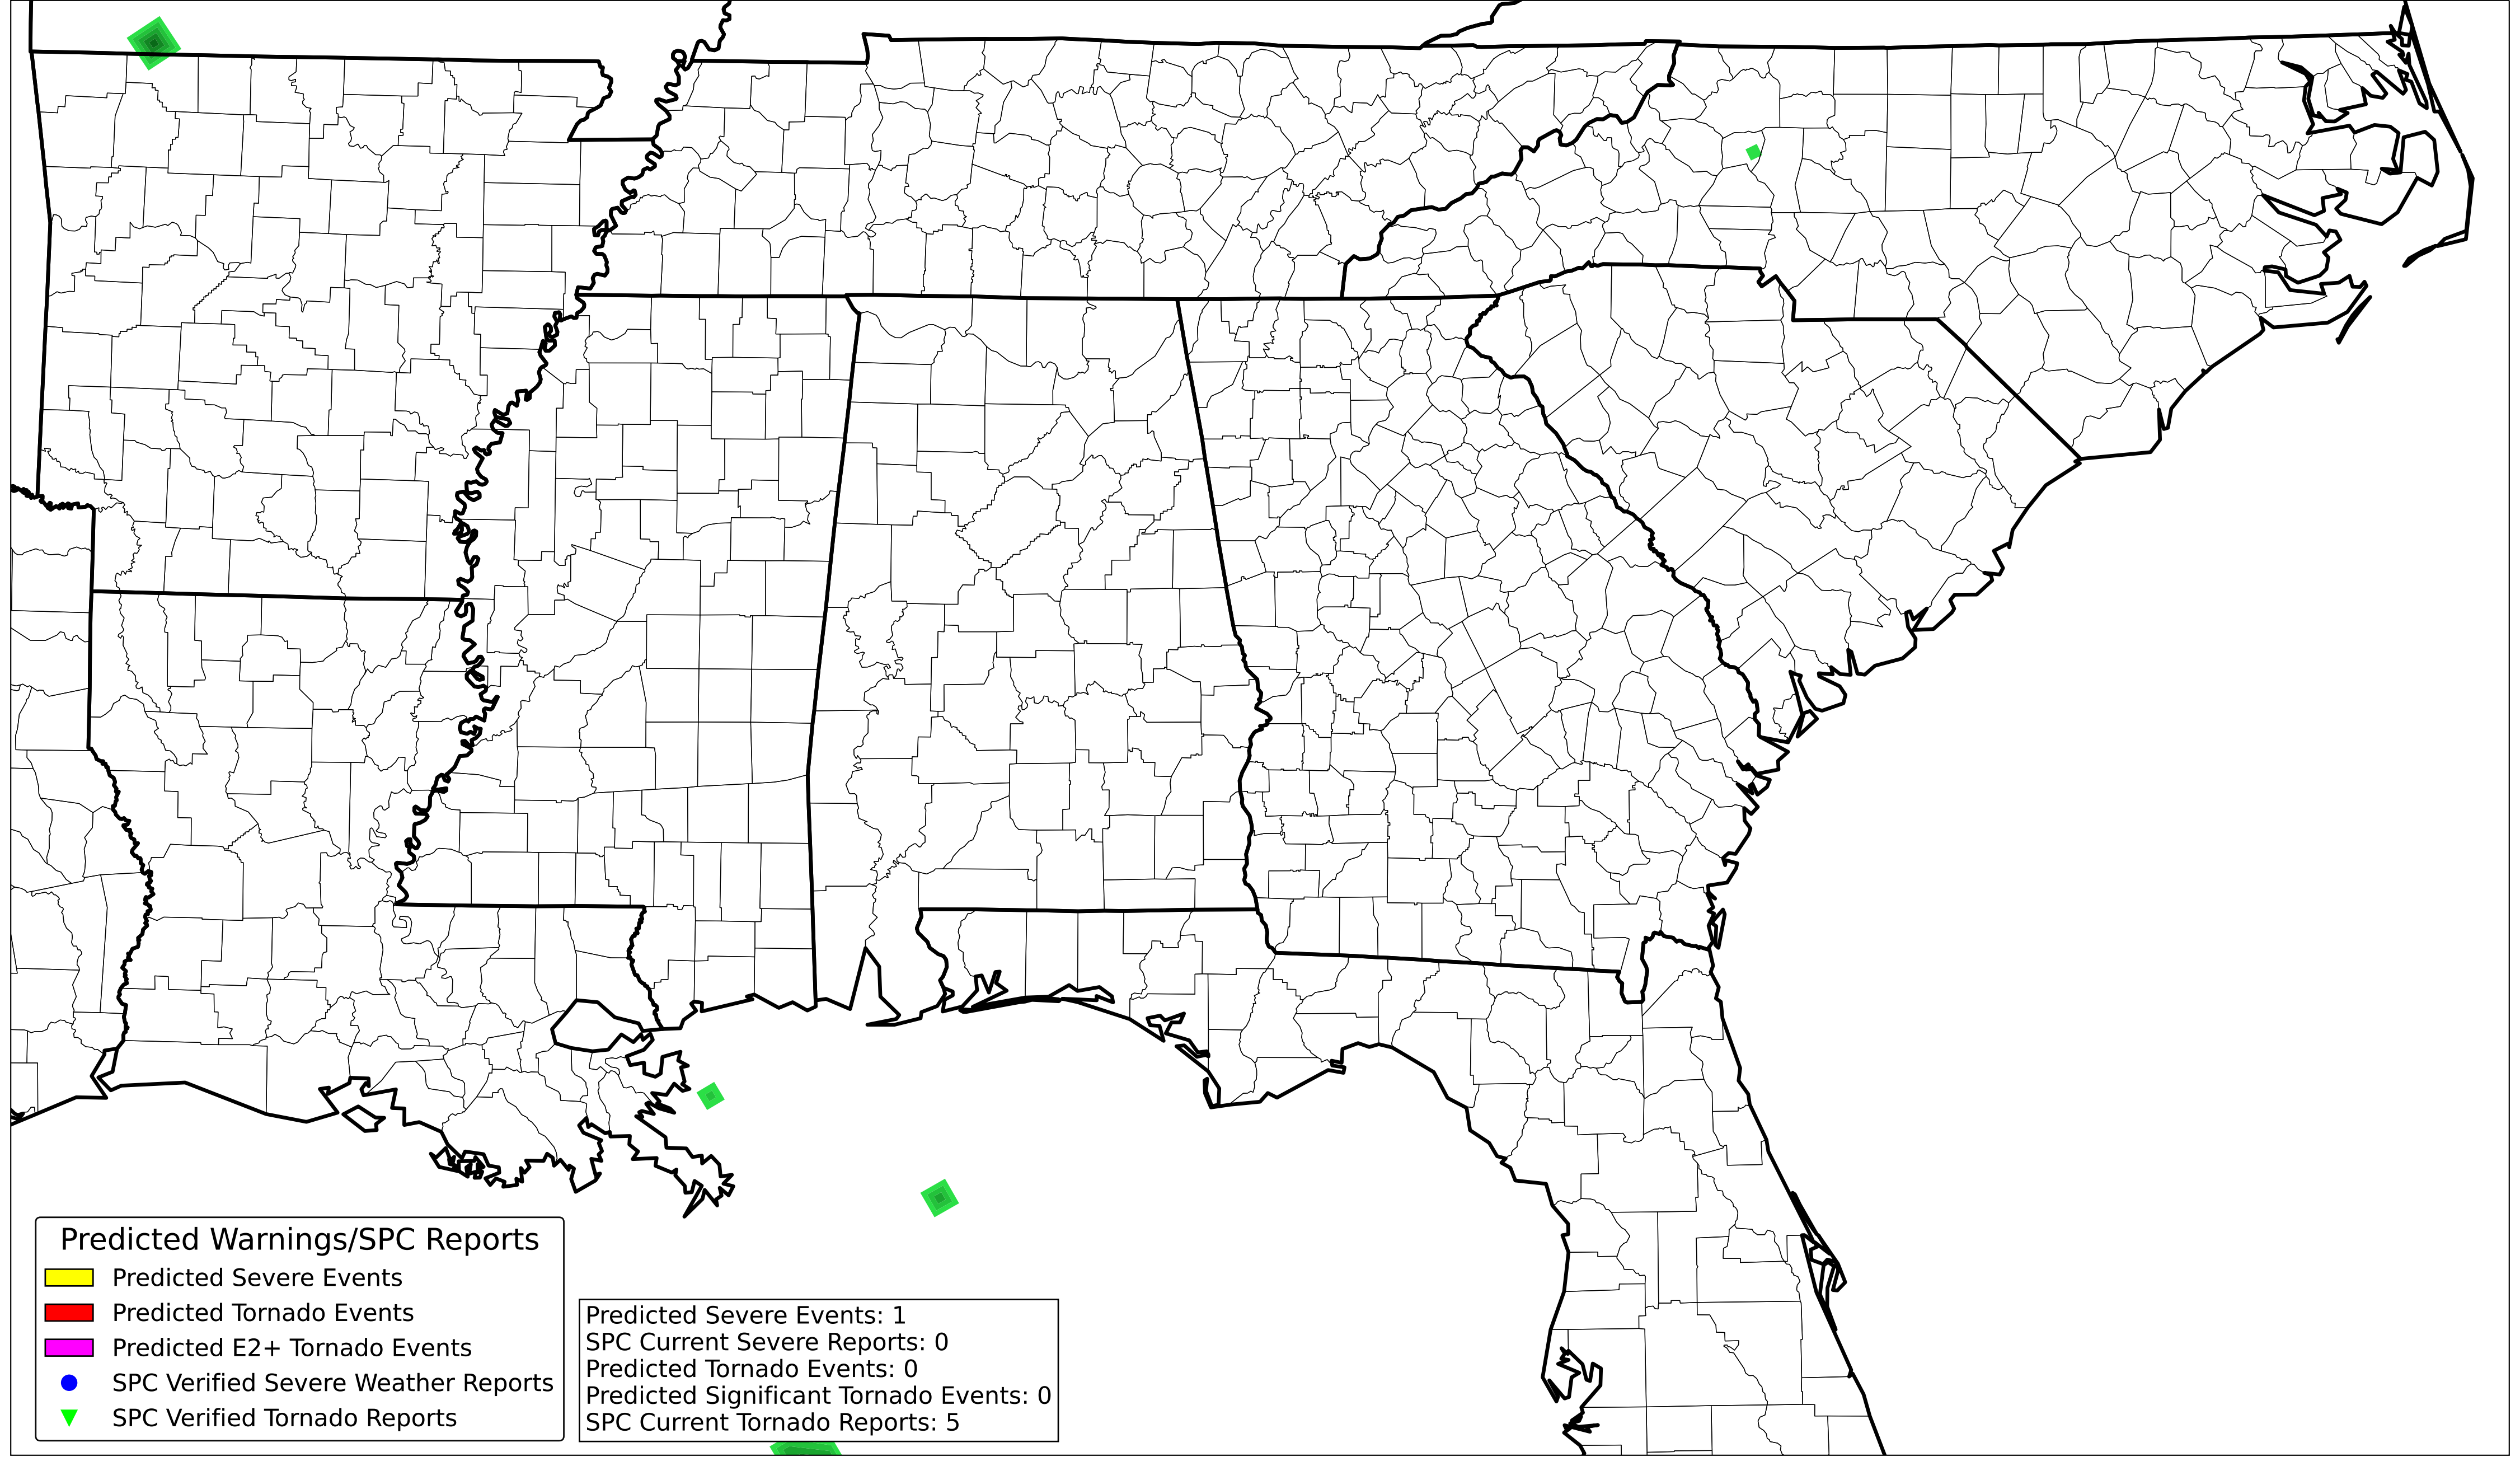 Predicted Warnings/SPC Reports
Predicted Severe Events
Predicted Tornado Events
Predicted E2+ Tornado Events
SPC Verified Severe Weather Reports
SPC Verified Tornado Reports
Predicted Severe Events: 1
SPC Current Severe Reports: 0
Predicted Tornado Events: 0
Predicted Significant Tornado Events: 0
SPC Current Tornado Reports: 5